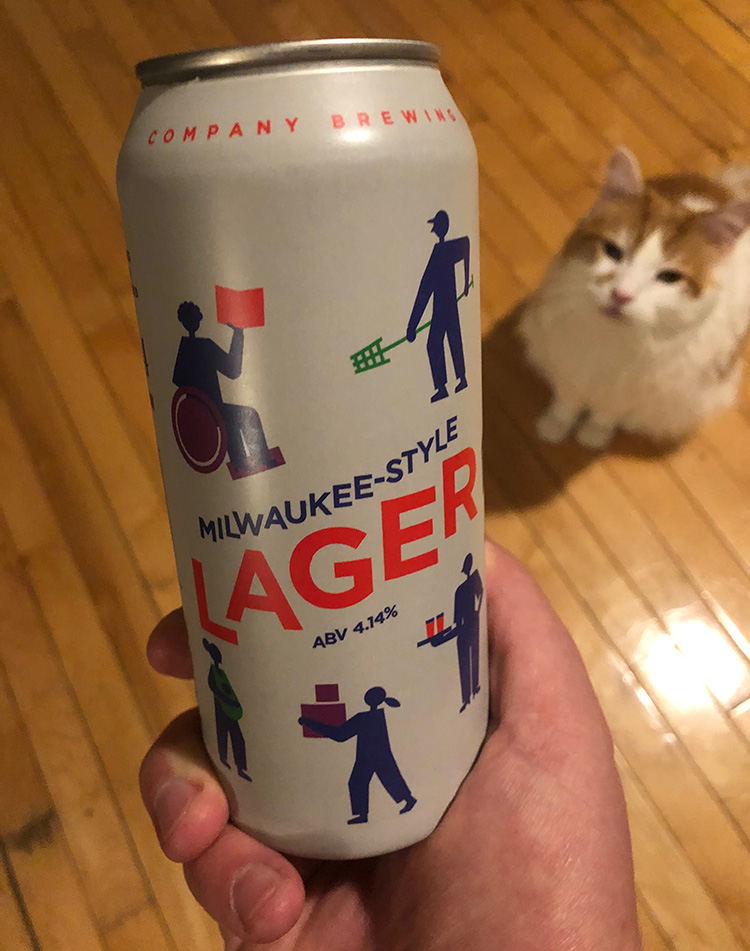 COMPANY BREWING
MILWAUKEE-STYLE
LAGER
ABV 4.14%